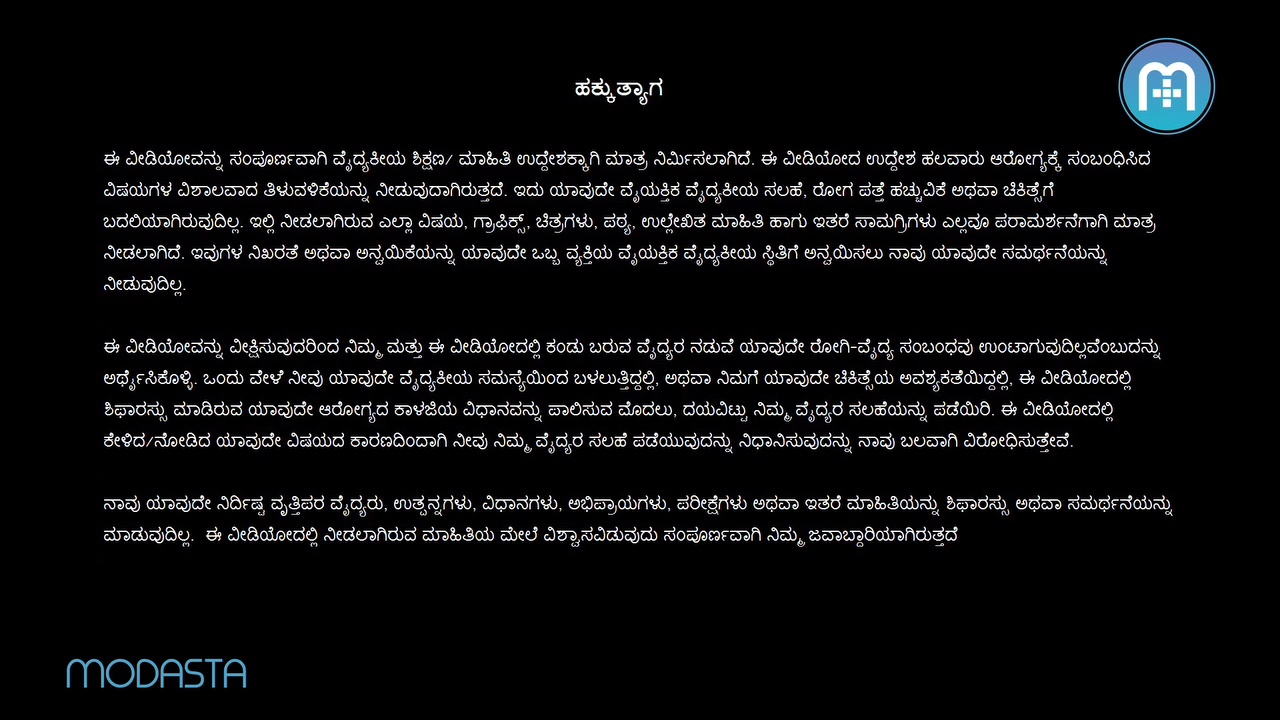 ಹಕ್ಕುತ್ಯಾಗ
ಈ ವೀಡಿಯೋವನ್ನು ಸಂಪೂರ್ಣವಾಗಿ ವೈದ್ಯಕೀಯ ಶಿಕ್ಷಣ/ ಮಾಹಿತಿ ಉದ್ದೇಶಕ್ಕಾಗಿ ಮಾತ್ರ ನಿರ್ಮಿಸಲಾಗಿದೆ. ಈ ವೀಡಿಯೋದ ಉದ್ದೇಶ ಹಲವಾರು ಆರೋಗ್ಯಕ್ಕೆ ಸಂಬಂಧಿಸಿದ
ವಿಷಯಗಳ ವಿಶಾಲವಾದ ತಿಳುವಳಿಕೆಯನ್ನು ನೀಡುವುದಾಗಿರುತ್ತದೆ. ಇದು ಯಾವುದೇ ವೈಯಕ್ತಿಕ ವೈದ್ಯಕೀಯ ಸಲಹೆ, ರೋಗ ಪತ್ತೆ ಹಚ್ಚುವಿಕೆ ಅಥವಾ ಚಿಕಿತ್ಸೆಗೆ
ಬದಲಿಯಾಗಿರುವುದಿಲ್ಲ. ಇಲ್ಲಿ ನೀಡಲಾಗಿರುವ ಎಲ್ಲಾ ವಿಷಯ, ಗ್ರಾಫಿಕ್ಸ್, ಚಿತ್ರಗಳು, ಪಠ್ಯ, ಉಲ್ಲೇಖಿತ ಮಾಹಿತಿ ಹಾಗು ಇತರೆ ಸಾಮಗ್ರಿಗಳು ಎಲ್ಲವೂ ಪರಾಮರ್ಶನೆಗಾಗಿ ಮಾತ್ರ
ನೀಡಲಾಗಿದೆ. ಇವುಗಳ ನಿಖರತೆ ಅಥವಾ ಅನ್ವಯಿಕೆಯನ್ನು ಯಾವುದೇ ಒಬ್ಬ ವ್ಯಕ್ತಿಯ ವೈಯಕ್ತಿಕ ವೈದ್ಯಕೀಯ ಸ್ಥಿತಿಗೆ ಅನ್ವಯಿಸಲು ನಾವು ಯಾವುದೇ ಸಮರ್ಥನೆಯನ್ನು
ನೀಡುವುದಿಲ್ಲ.
ಈ ವೀಡಿಯೋವನ್ನು ವೀಕ್ಷಿಸುವುದರಿಂದ ನಿಮ್ಮ ಮತ್ತು ಈ ವೀಡಿಯೋದಲ್ಲಿ ಕಂಡು ಬರುವ ವೈದ್ಯರ ನಡುವೆ ಯಾವುದೇ ರೋಗಿ-ವೈದ್ಯ ಸಂಬಂಧವು ಉಂಟಾಗುವುದಿಲ್ಲವೆಂಬುದನ್ನು
ಅರ್ಥೈಸಿಕೊಳ್ಳಿ. ಒಂದು ವೇಳೆ ನೀವು ಯಾವುದೇ ವೈದ್ಯಕೀಯ ಸಮಸ್ಯೆಯಿಂದ ಬಳಲುತ್ತಿದ್ದಲ್ಲಿ, ಅಥವಾ ನಿಮಗೆ ಯಾವುದೇ ಚಿಕಿತ್ಸೆಯ ಅವಶ್ಯಕತೆಯಿದ್ದಲ್ಲಿ, ಈ ವೀಡಿಯೋದಲ್ಲಿ
ಶಿಫಾರಸ್ಸು ಮಾಡಿರುವ ಯಾವುದೇ ಆರೋಗ್ಯದ ಕಾಳಜಿಯ ವಿಧಾನವನ್ನು ಪಾಲಿಸುವ ಮೊದಲು, ದಯವಿಟ್ಟು ನಿಮ್ಮ ವೈದ್ಯರ ಸಲಹೆಯನ್ನು ಪಡೆಯಿರಿ. ಈ ವೀಡಿಯೋದಲ್ಲಿ
ಕೇಳಿದ/ನೋಡಿದ ಯಾವುದೇ ವಿಷಯದ ಕಾರಣದಿಂದಾಗಿ ನೀವು ನಿಮ್ಮ ವೈದ್ಯರ ಸಲಹೆ ಪಡೆಯುವುದನ್ನು ನಿಧಾನಿಸುವುದನ್ನು ನಾವು ಬಲವಾಗಿ ವಿರೋಧಿಸುತ್ತೇವೆ.
ನಾವು ಯಾವುದೇ ನಿರ್ದಿಷ್ಟ ವೃತ್ತಿಪರ ವೈದ್ಯರು, ಉತ್ಪನ್ನಗಳು, ವಿಧಾನಗಳು, ಅಭಿಪ್ರಾಯಗಳು, ಪರೀಕ್ಷೆಗಳು ಅಥವಾ ಇತರೆ ಮಾಹಿತಿಯನ್ನು ಶಿಫಾರಸ್ಸು ಅಥವಾ ಸಮರ್ಥನೆಯನ್ನು
ಮಾಡುವುದಿಲ್ಲ. ಈ ವೀಡಿಯೋದಲ್ಲಿ ನೀಡಲಾಗಿರುವ ಮಾಹಿತಿಯ ಮೇಲೆ ವಿಶ್ವಾಸವಿಡುವುದು ಸಂಪೂರ್ಣವಾಗಿ ನಿಮ್ಮ ಜವಾಬ್ದಾರಿಯಾಗಿರುತ್ತದೆ
MODASTA